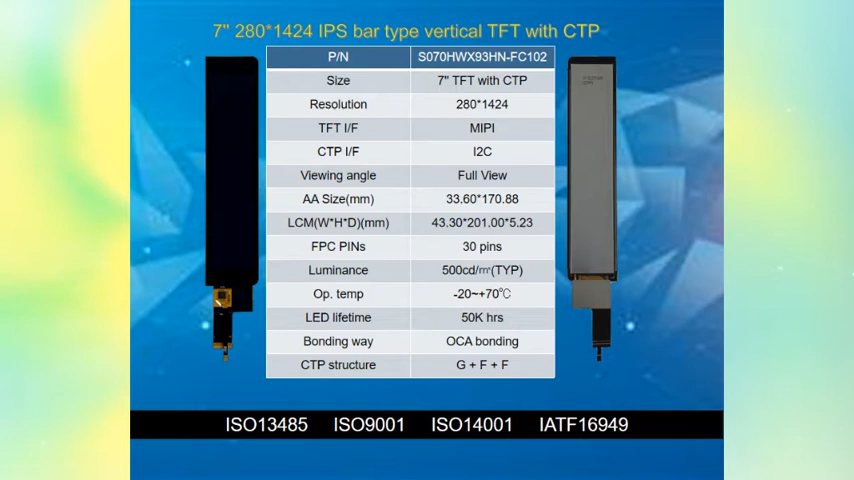 7" 280*1424 IPS bar type vertical TFT with CTP
P/N S070HWX93HN-FC102
Size 7" TFT with CTP
Resolution 280*1424
TFT I/F MIPI
CTP I/F I2C
Viewing angle Full View
AA Size(mm) 33.60*170.88
LCM(W*H*D)(mm) 43.30*201.00*5.23
FPC PINs 30 pins
Luminance 500cd/㎡(TYP)
Op. temp -20~+70℃
LED lifetime 50K hrs
Bonding way OCA bonding
CTP structure G + F + F
ISO13485 ISO9001 ISO14001 IATF16949